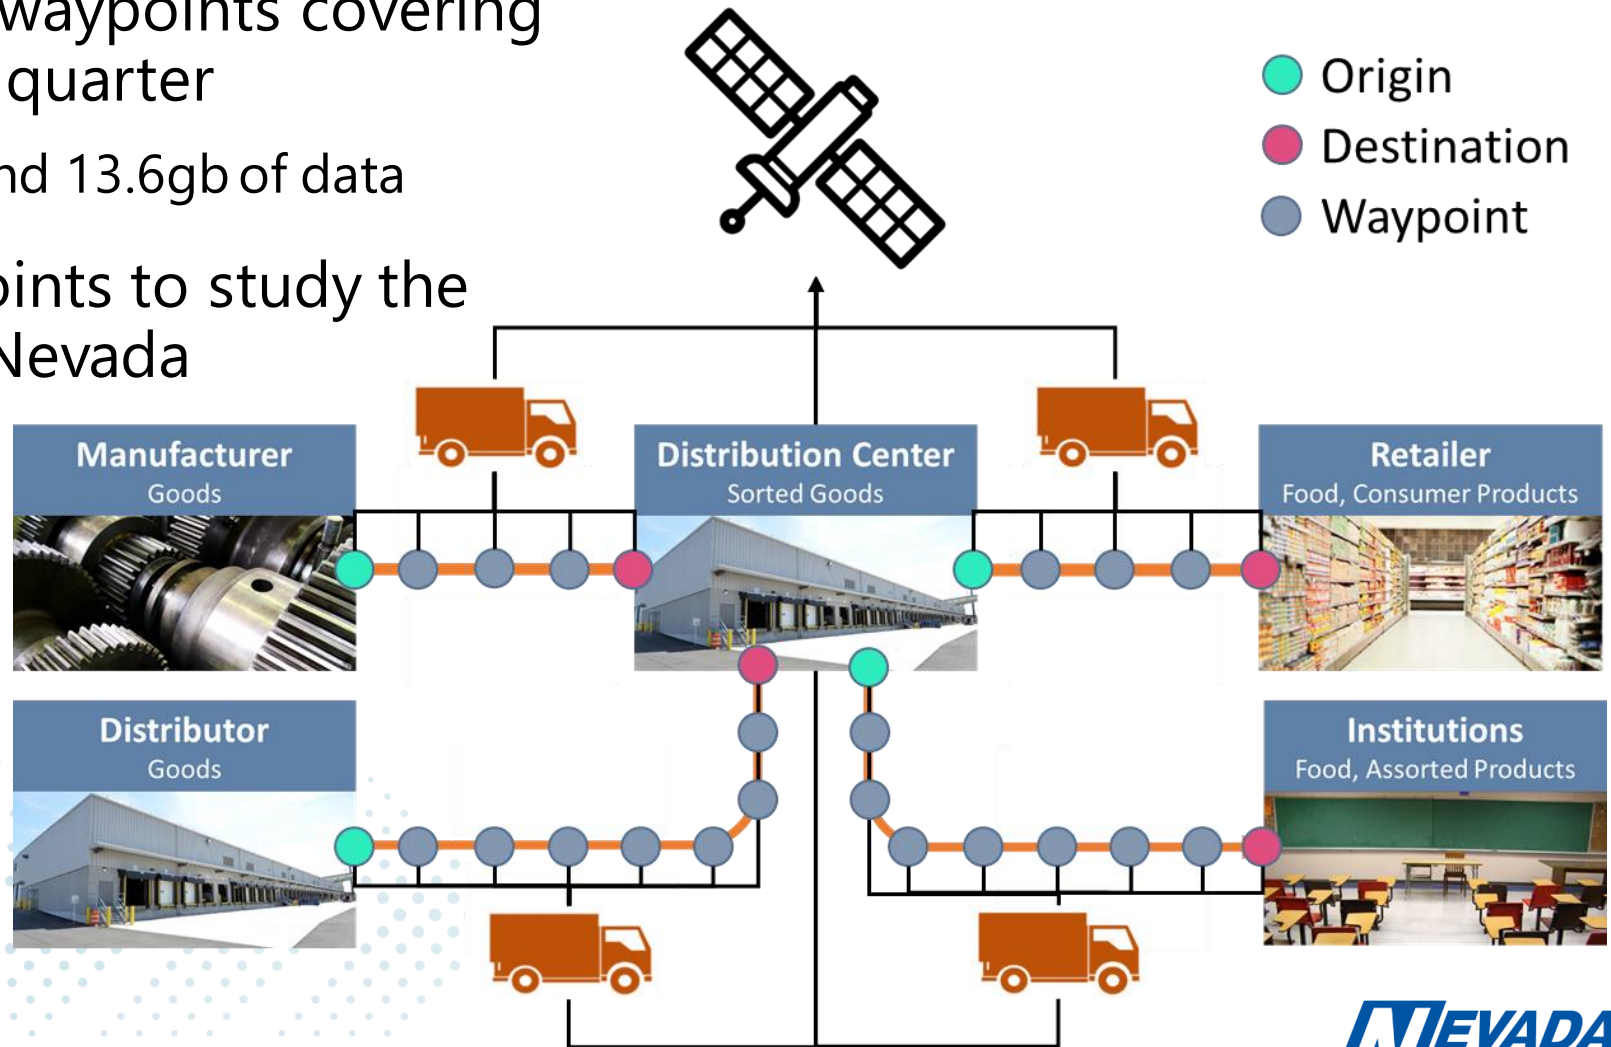 waypoints covering
quarter
nd 13.6gb of data
oints to study the
Nevada
Origin
Destination
Waypoint
Manufacturer
Goods
Distribution Center
Sorted Goods
Retailer
Food, Consumer Products
Distributor
Goods
Institutions
Food, Assorted Products
NEVADA